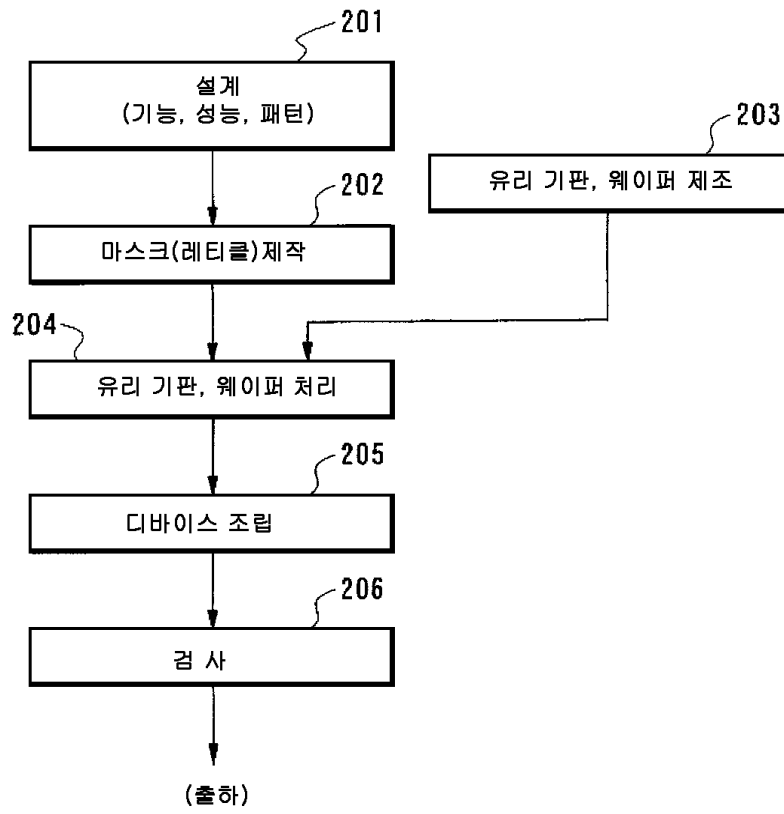 201
설계
(기능, 성능, 패턴)
203
유리 기판, 웨이퍼 제조
202
마스크(레티클)제작
204
유리 기판, 웨이퍼 처리
205
디바이스 조립
206
검 사
(출하)